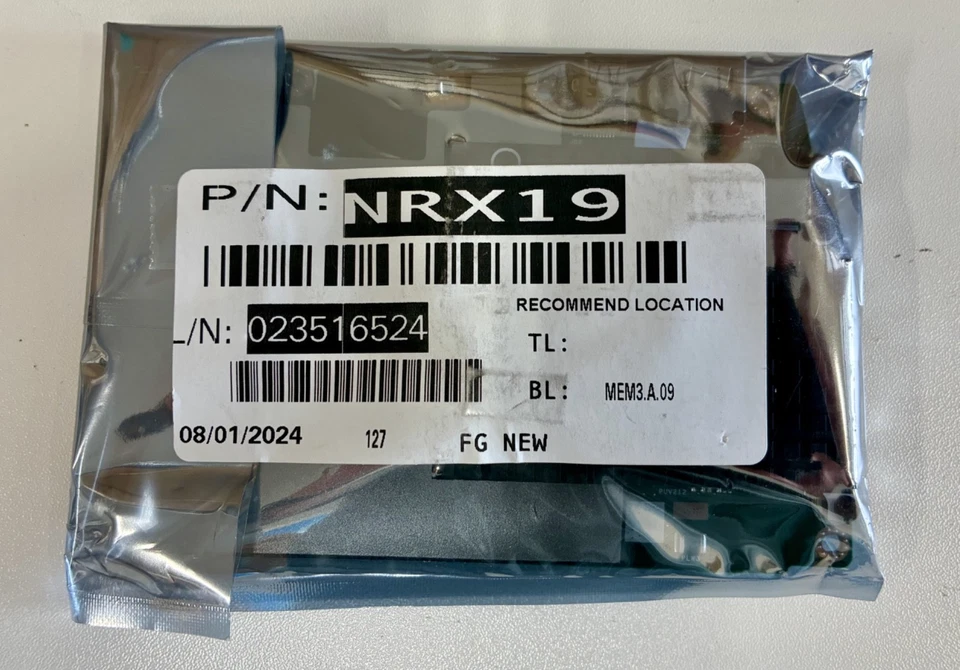 P/N: NRX19
L/N: 023516524
RECOMMEND LOCATION
TL:
BL: MEM3.A.09
08/01/2024 127 FG NEW